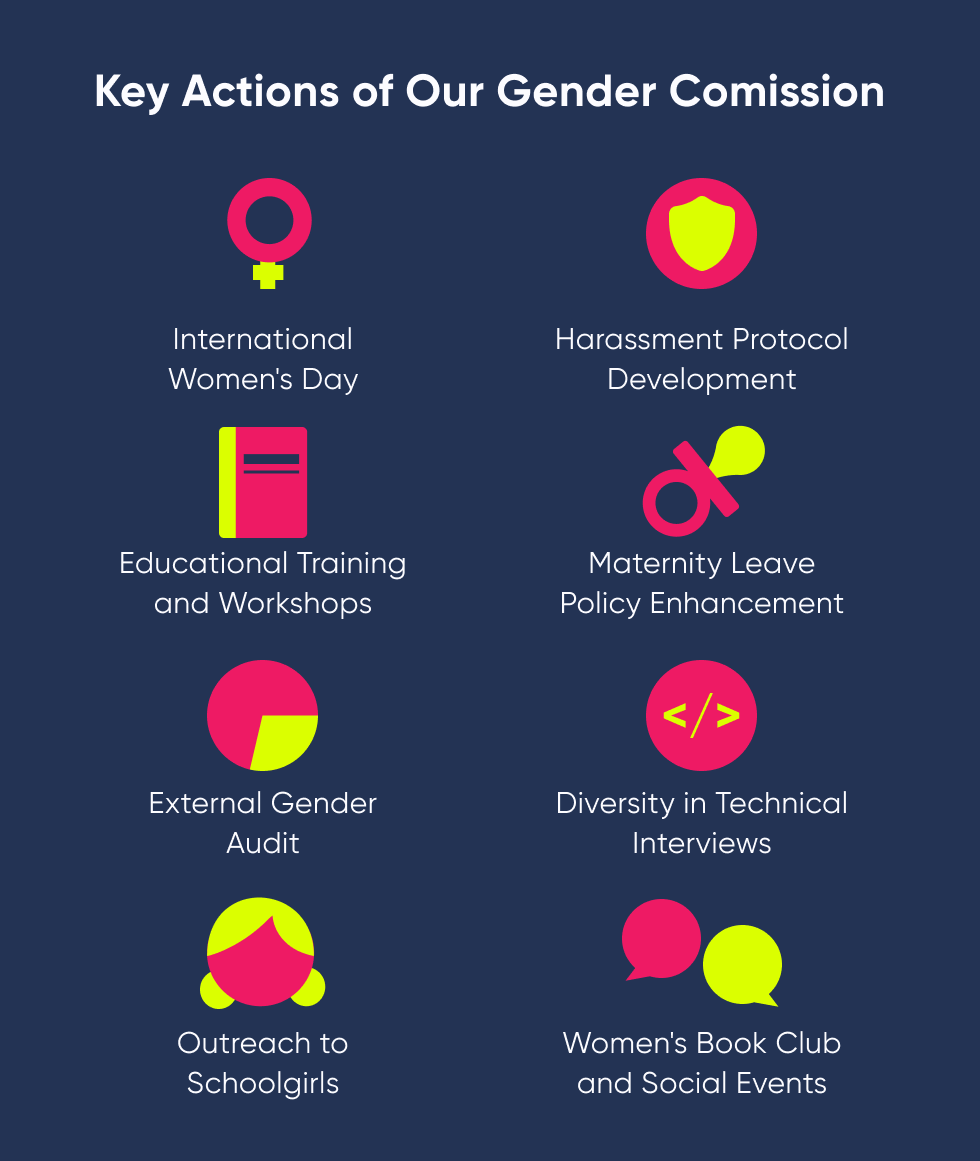 Key Actions of Our Gender Comission
International
Women's Day
Harassment Protocol
Development
Educational Training
and Workshops
Maternity Leave
Policy Enhancement
External Gender
Audit
</>
Diversity in Technical
Interviews
Outreach to
Schoolgirls
Women's Book Club
and Social Events